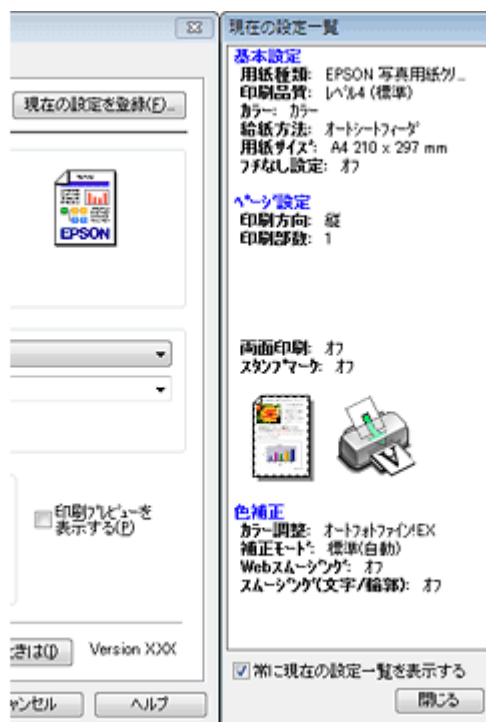 現在の設定を登録(F)...
EPSON
印刷プレビューを
表示する(P)
きは(I)
Version XXX
ャンセル
ヘルプ
現在の設定一覧
基本設定
用紙種類: EPSON 写真用紙クリ...
印刷品質: レベル4 (標準)
カラー: カラー
給紙方法: オートシートフィーダ
用紙サイズ: A4 210 x 297 mm
フチなし設定: オフ
ページ設定
印刷方向: 縦
印刷部数: 1
両面印刷: オフ
スタンプマーク: オフ
色補正
カラー調整: オートフォトファイン!EX
補正モード: 標準(自動)
Webスムージング: オフ
スムージング(文字/輪郭): オフ
常に現在の設定一覧を表示する
閉じる